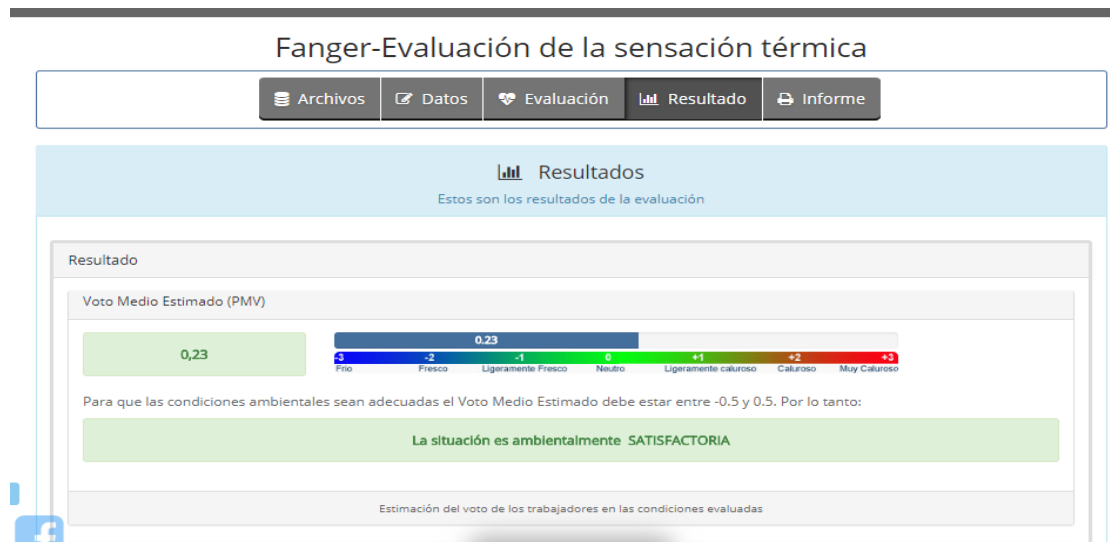 Fanger-Evaluación de la sensación térmica
Archivos Datos Evaluación Resultado Informe
Resultados
Estos son los resultados de la evaluación
Resultado
Voto Medio Estimado (PMV)
0,23
0.23
-3 -2 -1 0 +1 +2 +3
Frio Fresco Ligeramente Fresco Neutro Ligeramente caluroso Caluroso Muy Caluroso
Para que las condiciones ambientales sean adecuadas el Voto Medio Estimado debe estar entre -0.5 y 0.5. Por lo tanto:
La situación es ambientalmente SATISFACTORIA
Estimación del voto de los trabajadores en las condiciones evaluadas